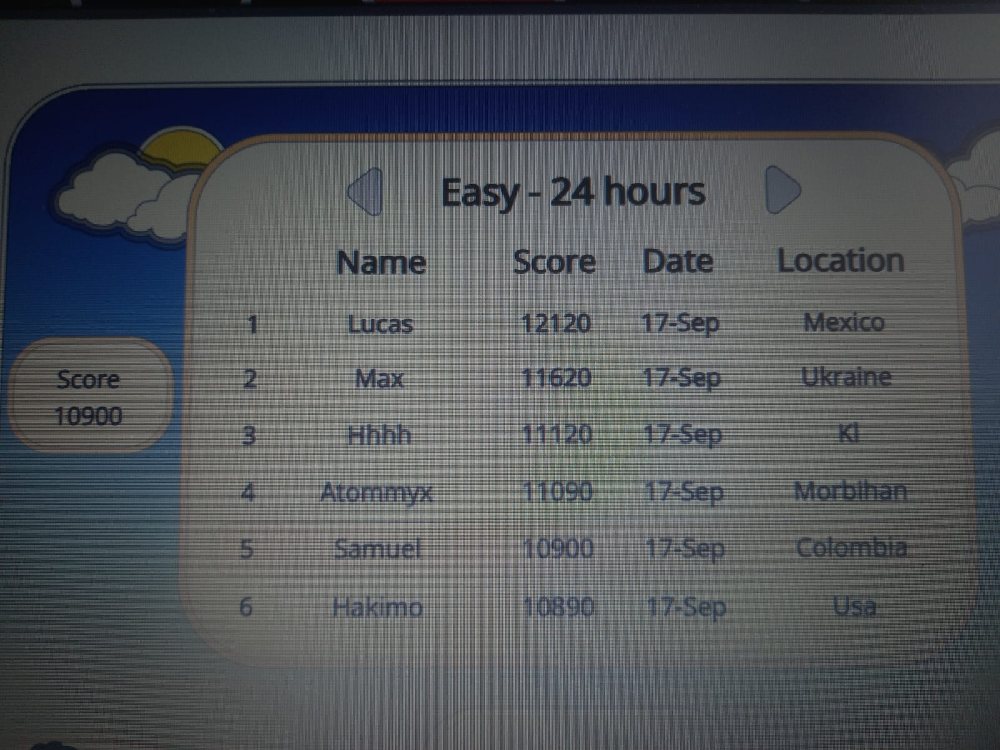 Easy - 24 hours
Name Score Date Location
1 Lucas 12120 17-Sep Mexico
2 Max 11620 17-Sep Ukraine
3 Hhhh 11120 17-Sep Kl
4 Atommyx 11090 17-Sep Morbihan
5 Samuel 10900 17-Sep Colombia
6 Hakimo 10890 17-Sep Usa
Score
10900